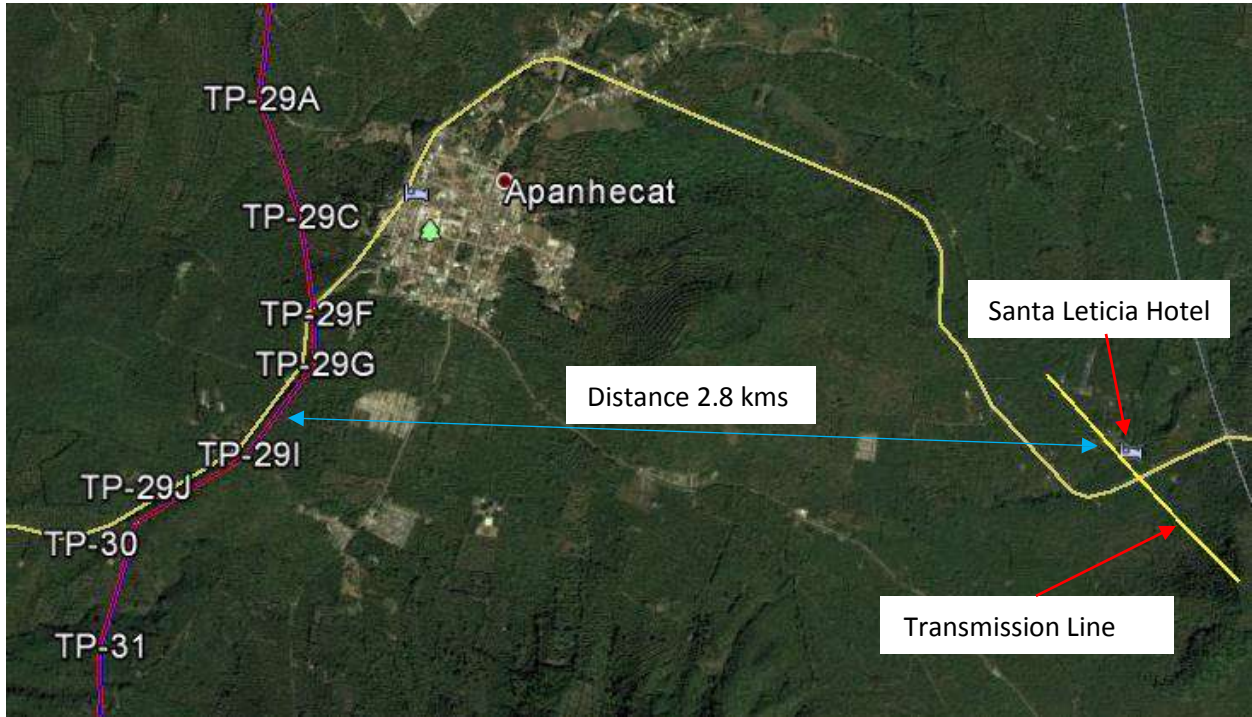 TP-29A
Apanhecat
TP-29C
TP-29F
Santa Leticia Hotel
TP-29G
Distance 2.8 kms
TP-29I
TP-29J
TP-30
Transmission Line
TP-31